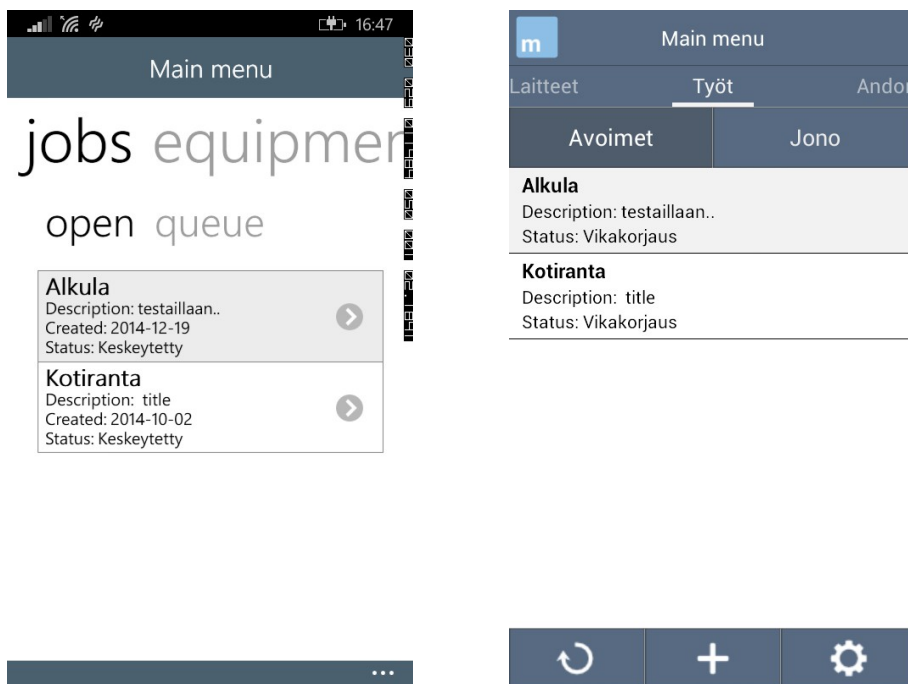 16:47
Main menu
jobs equipmer
open queue
Alkula
Description: testaillaan..
Created: 2014-12-19
Status: Keskeytetty
Kotiranta
Description: title
Created: 2014-10-02
Status: Keskeytetty
...
m
Main menu
Laitteet Työt Andor
Avoimet Jono
Alkula
Description: testaillaan..
Status: Vikakorjaus
Kotiranta
Description: title
Status: Vikakorjaus